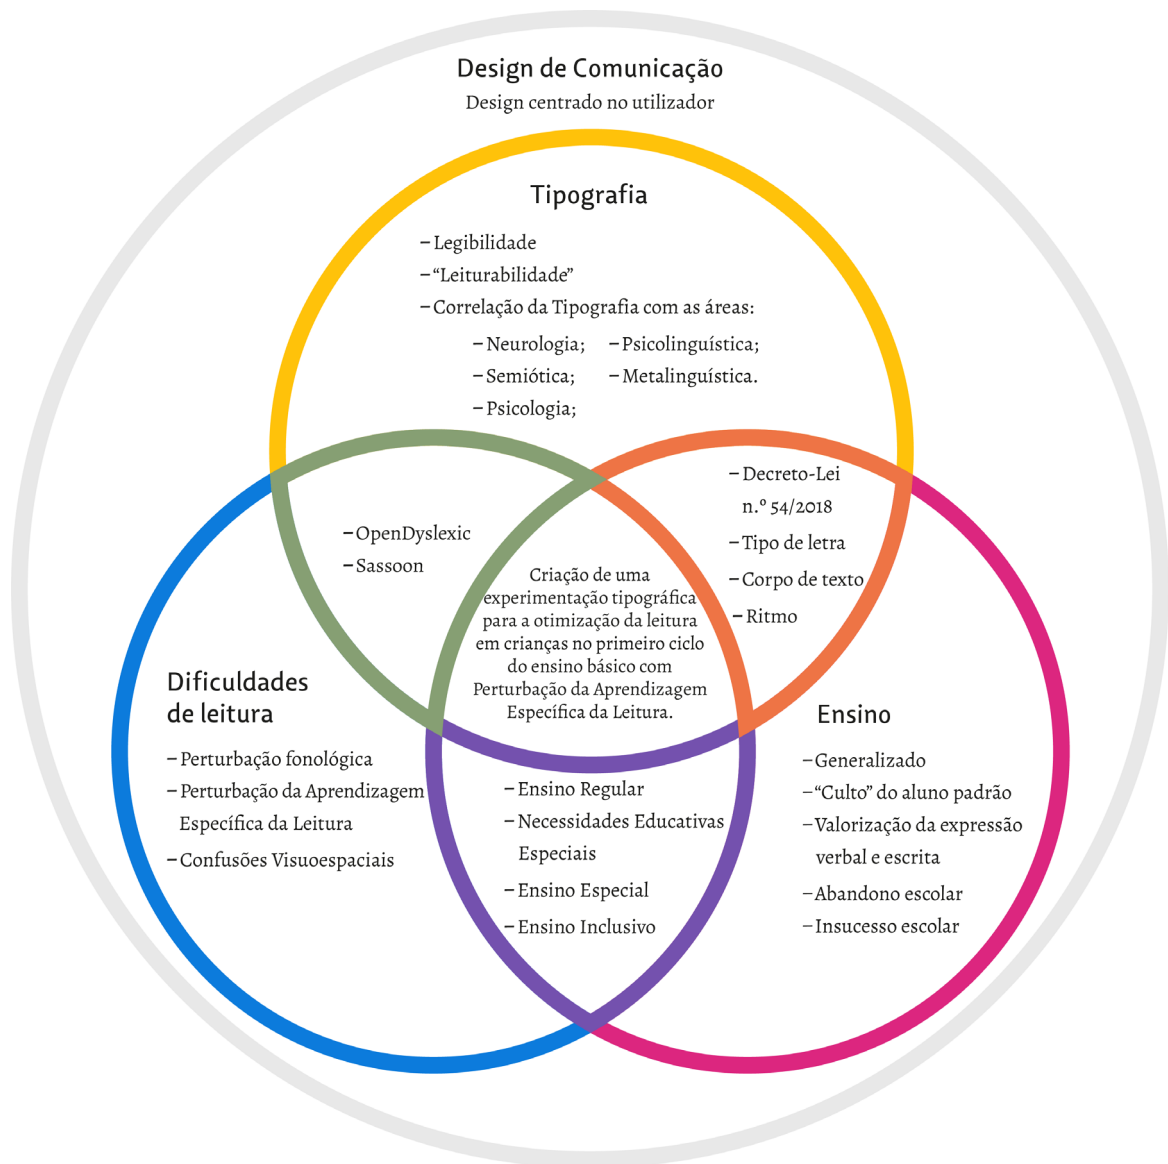 Design de Comunicação
Design centrado no utilizador
Tipografia
– Legibilidade
– “Leiturabilidade”
– Correlação da Tipografia com as áreas:
– Neurologia;
– Semiótica;
– Psicologia;
– Psicolinguística;
– Metalinguística.
– OpenDyslexic
– Sassoon
– Decreto-Lei
n.º 54/2018
– Tipo de letra
– Corpo de texto
– Ritmo
Criação de uma
experimentação tipográfica
para a otimização da leitura
em crianças no primeiro ciclo
do ensino básico com
Perturbação da Aprendizagem
Específica da Leitura.
Dificuldades
de leitura
– Perturbação fonológica
– Perturbação da Aprendizagem
Específica da Leitura
– Confusões Visuoespaciais
– Ensino Regular
– Necessidades Educativas
Especiais
– Ensino Especial
– Ensino Inclusivo
Ensino
– Generalizado
– “Culto” do aluno padrão
– Valorização da expressão
verbal e escrita
– Abandono escolar
– Insucesso escolar